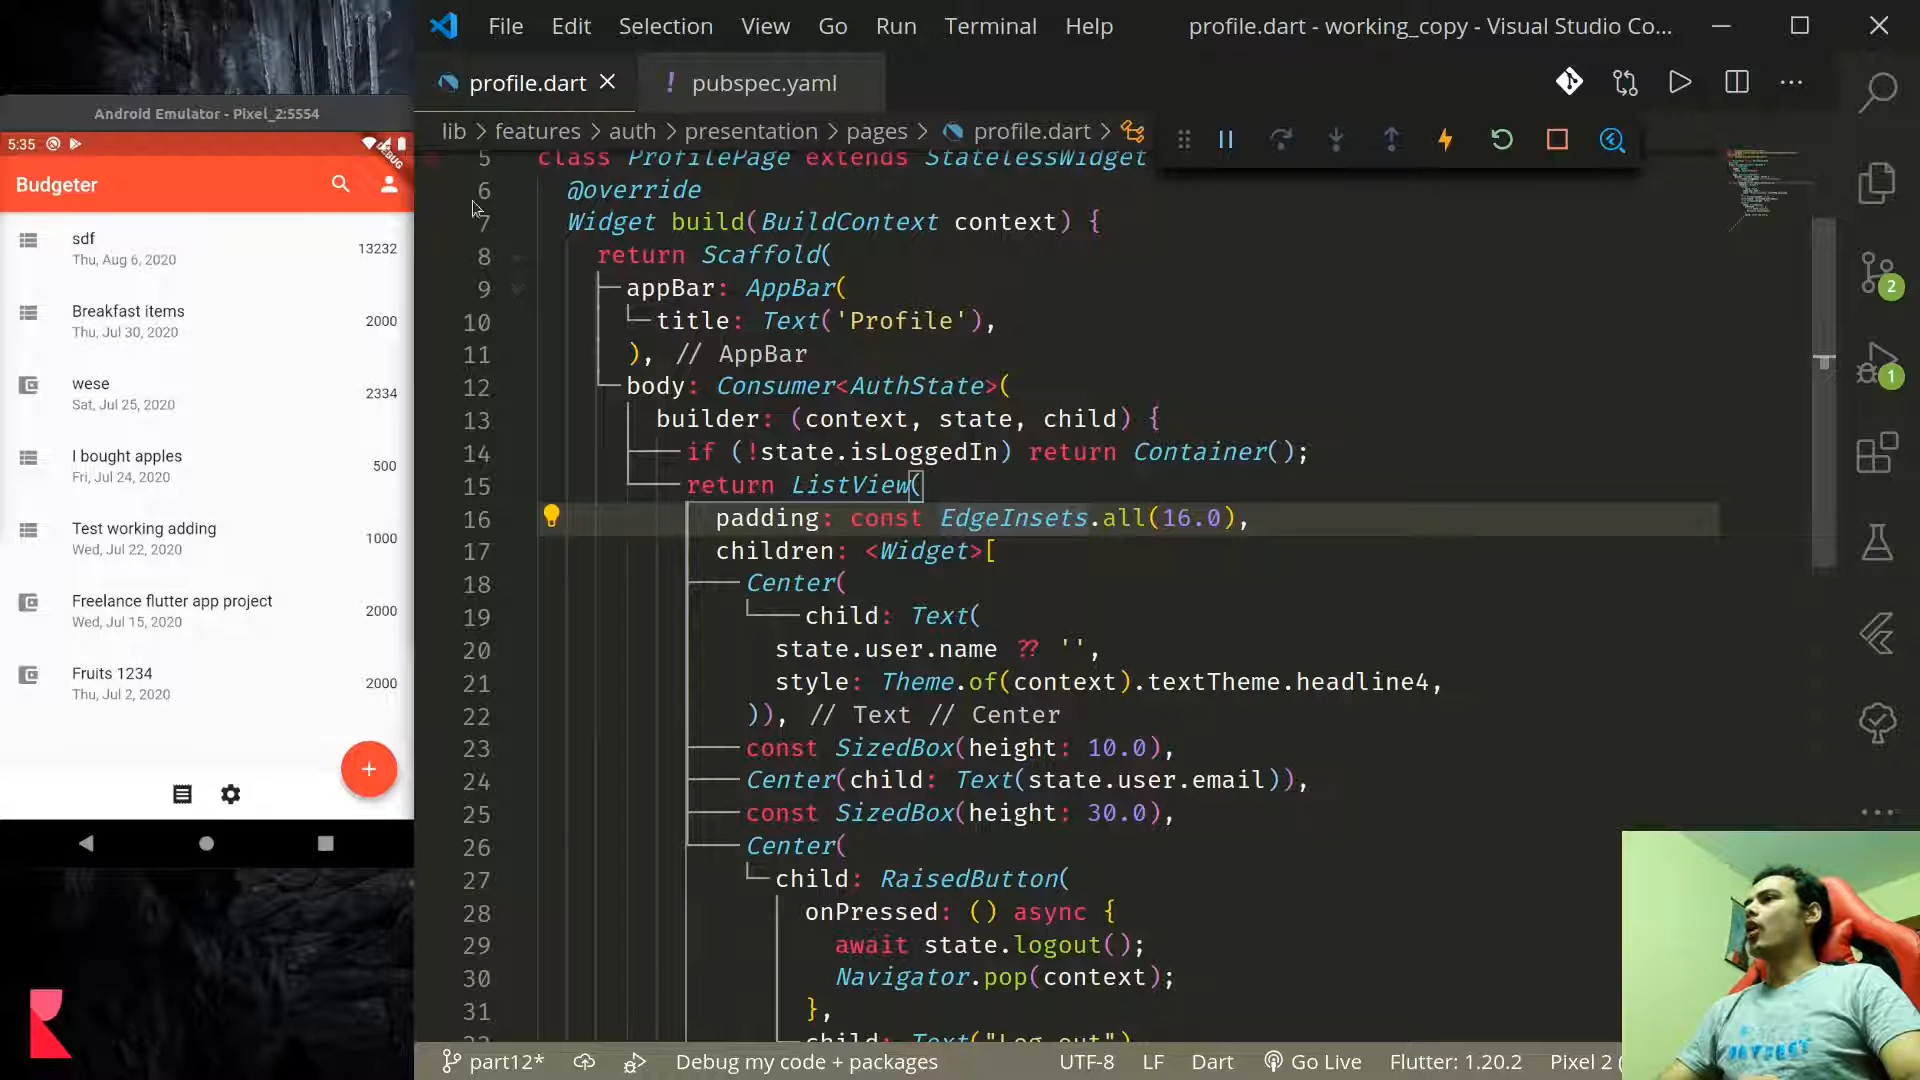 Android Emulator - Pixel_2:5554
5:35
DEBUG
Budgeter
sdf
Thu, Aug 6, 2020
13232
Breakfast items
Thu, Jul 30, 2020
2000
wese
Sat, Jul 25, 2020
2334
I bought apples
Fri, Jul 24, 2020
500
Test working adding
Wed, Jul 22, 2020
1000
Freelance flutter app project
Wed, Jul 15, 2020
2000
Fruits 1234
Thu, Jul 2, 2020
2000
+
File Edit Selection View Go Run Terminal Help
profile.dart - working_copy - Visual Studio Co...
profile.dart
! pubspec.yaml
lib > features > auth > presentation > pages > profile.dart >
5 class ProfilePage extends StatelessWidget
6 @override
7 Widget build(BuildContext context) {
8 return Scaffold(
9 appBar: AppBar(
10 title: Text('Profile'),
11 ), // AppBar
12 body: Consumer<AuthState>(
13 builder: (context, state, child) {
14 if (!state.isLoggedIn) return Container();
15 return ListView(
16 padding: const EdgeInsets.all(16.0),
17 children: <Widget>[
18 Center(
19 child: Text(
20 state.user.name ?? '',
21 style: Theme.of(context).textTheme.headline4,
22 )), // Text // Center
23 const SizedBox(height: 10.0),
24 Center(child: Text(state.user.email)),
25 const SizedBox(height: 30.0),
26 Center(
27 child: RaisedButton(
28 onPressed: () async {
29 await state.logout();
30 Navigator.pop(context);
31 },
child: Text("Log out")
2
1
part12*
Debug my code + packages
UTF-8
LF
Dart
Go Live
Flutter: 1.20.2
Pixel 2 (